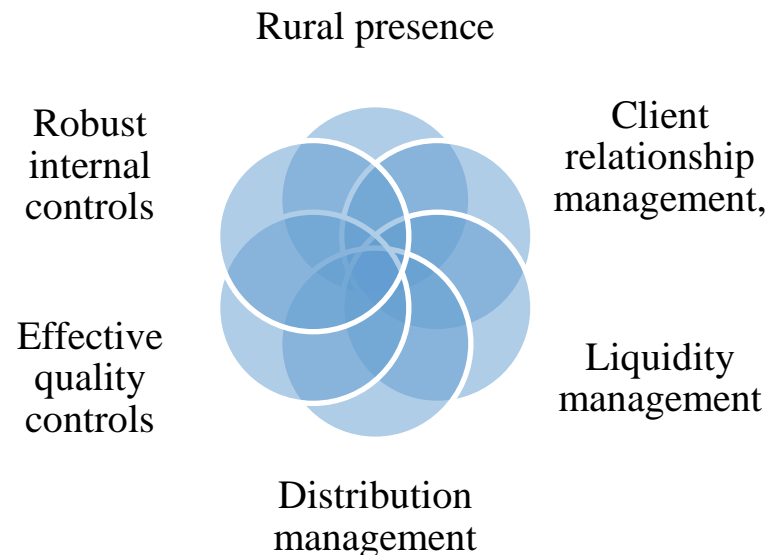 Rural presence
Client
relationship
management,
Liquidity
management
Distribution
management
Effective
quality
controls
Robust
internal
controls